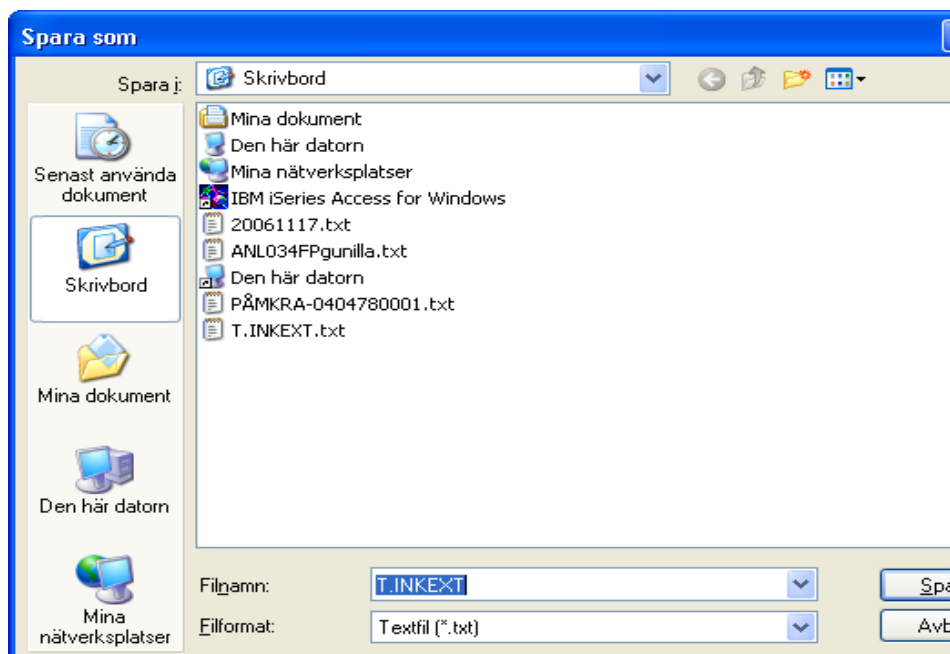 Spara som
Spara i:
Skrivbord
Senast använda
dokument
Skrivbord
Mina dokument
Den här datorn
Mina
nätverksplatser
Mina dokument
Den här datorn
Mina nätverksplatser
IBM iSeries Access for Windows
20061117.txt
ANL034FPgunilla.txt
Den här datorn
PÅMKRA-0404780001.txt
T.INKEXT.txt
Filnamn:
T.INKEXT
Spa
Filformat:
Textfil (*.txt)
Avb